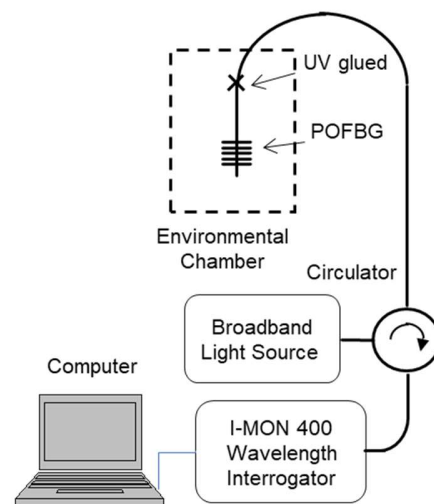 UV glued
POFBG
Environmental
Chamber
Circulator
Broadband
Light Source
Computer
I-MON 400
Wavelength
Interrogator